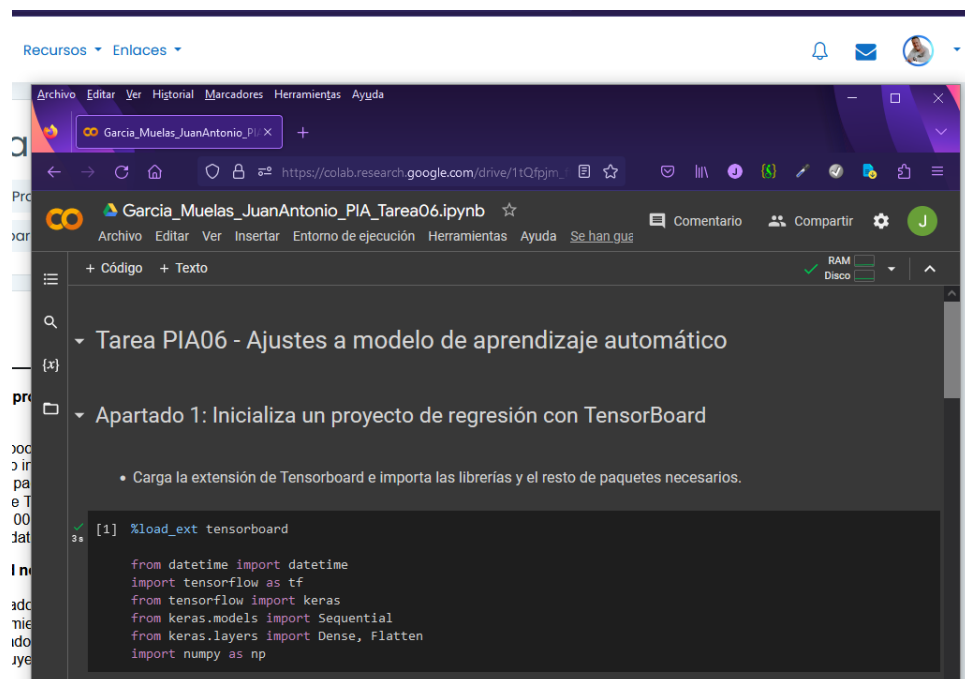 Recursos Enlaces
Archivo Editar Ver Historial Marcadores Herramientas Ayuda
Garcia_Muelas_JuanAntonio_PI
https://colab.research.google.com/drive/1tQfpjm_
Garcia_Muelas_JuanAntonio_PIA_Tarea06.ipynb
Comentario Compartir J
Archivo Editar Ver Insertar Entorno de ejecución Herramientas Ayuda Se han gua
+ Código + Texto
RAM
Disco
{x}
Tarea PIA06 - Ajustes a modelo de aprendizaje automático
Apartado 1: Inicializa un proyecto de regresión con TensorBoard
• Carga la extensión de Tensorboard e importa las librerías y el resto de paquetes necesarios.
[1] %load_ext tensorboard
3 s
from datetime import datetime
import tensorflow as tf
from tensorflow import keras
from keras.models import Sequential
from keras.layers import Dense, Flatten
import numpy as np